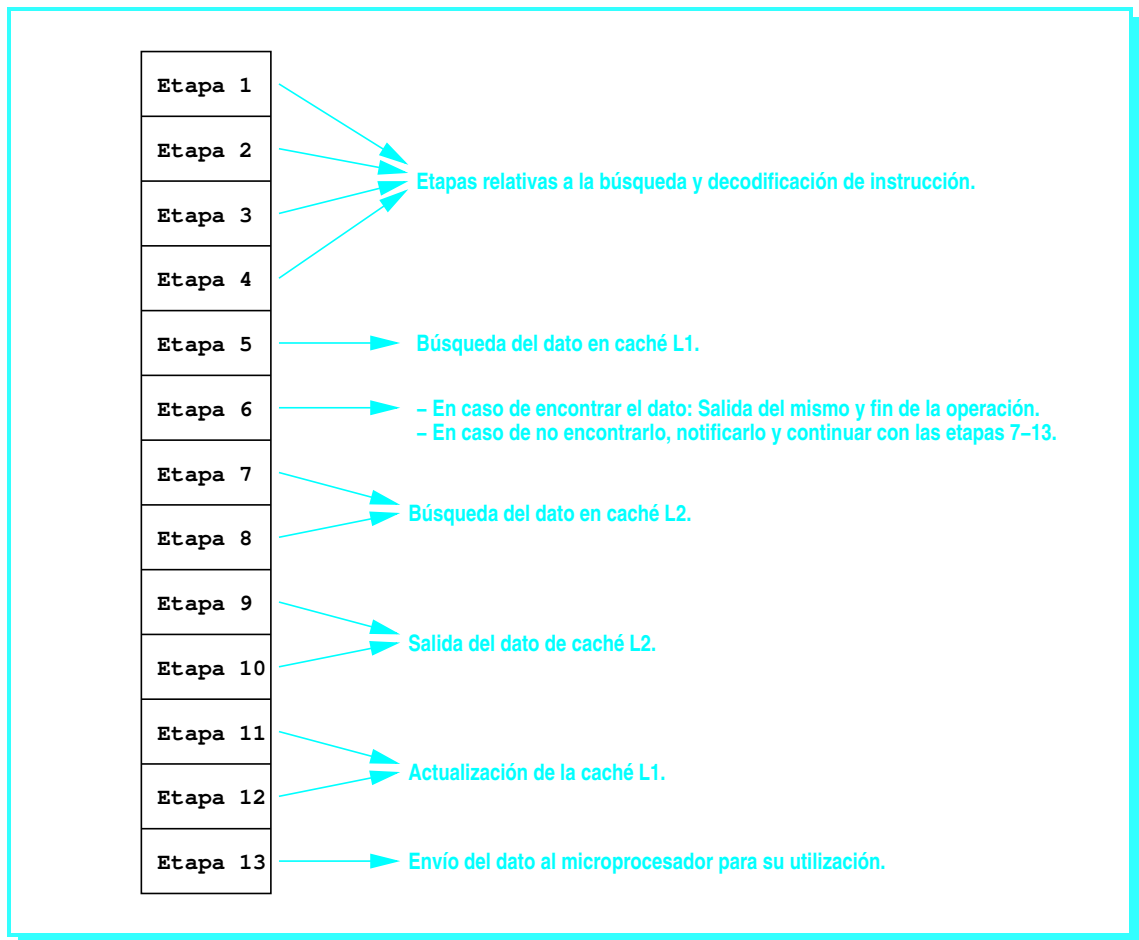 Etapa 1
Etapa 2
Etapas relativas a la búsqueda y decodificación de instrucción.
Etapa 3
Etapa 4
Etapa 5
Búsqueda del dato en caché L1.
Etapa 6
– En caso de encontrar el dato: Salida del mismo y fin de la operación.
– En caso de no encontrarlo, notificarlo y continuar con las etapas 7–13.
Etapa 7
Búsqueda del dato en caché L2.
Etapa 8
Etapa 9
Salida del dato de caché L2.
Etapa 10
Etapa 11
Actualización de la caché L1.
Etapa 12
Etapa 13
Envío del dato al microprocesador para su utilización.